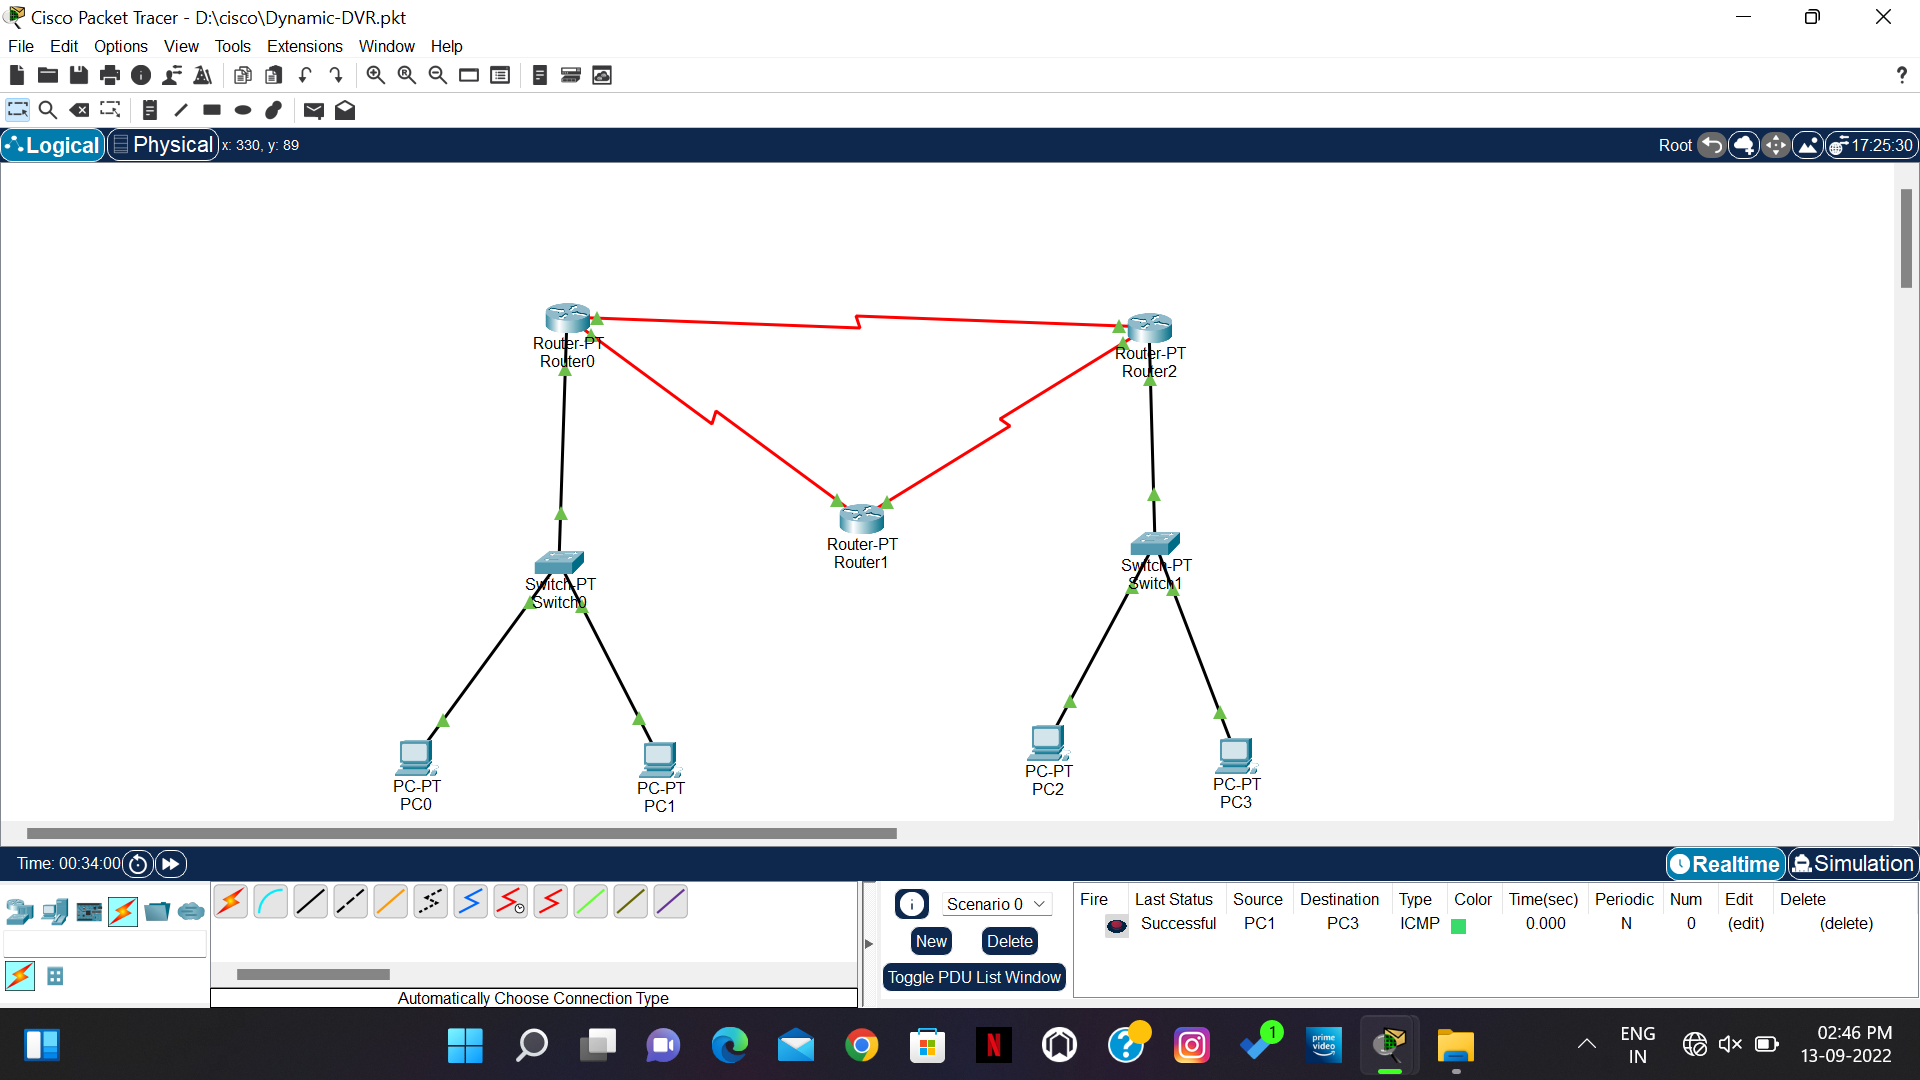 Cisco Packet Tracer - D:\cisco\Dynamic-DVR.pkt
File Edit Options View Tools Extensions Window Help
?
Logical Physical x: 330, y: 89 Root 17:25:30
Router-PT
Router0
Router-PT
Router2
Router-PT
Router1
Switch-PT
Switch0
Switch-PT
Switch1
PC-PT
PC0
PC-PT
PC1
PC-PT
PC2
PC-PT
PC3
Time: 00:34:00 Realtime Simulation
Scenario 0
New Delete
Toggle PDU List Window
Fire Last Status Source Destination Type Color Time(sec) Periodic Num Edit Delete
Successful PC1 PC3 ICMP 0.000 N 0 (edit) (delete)
Automatically Choose Connection Type
N
prime
video
1
ENG
IN
02:46 PM
13-09-2022